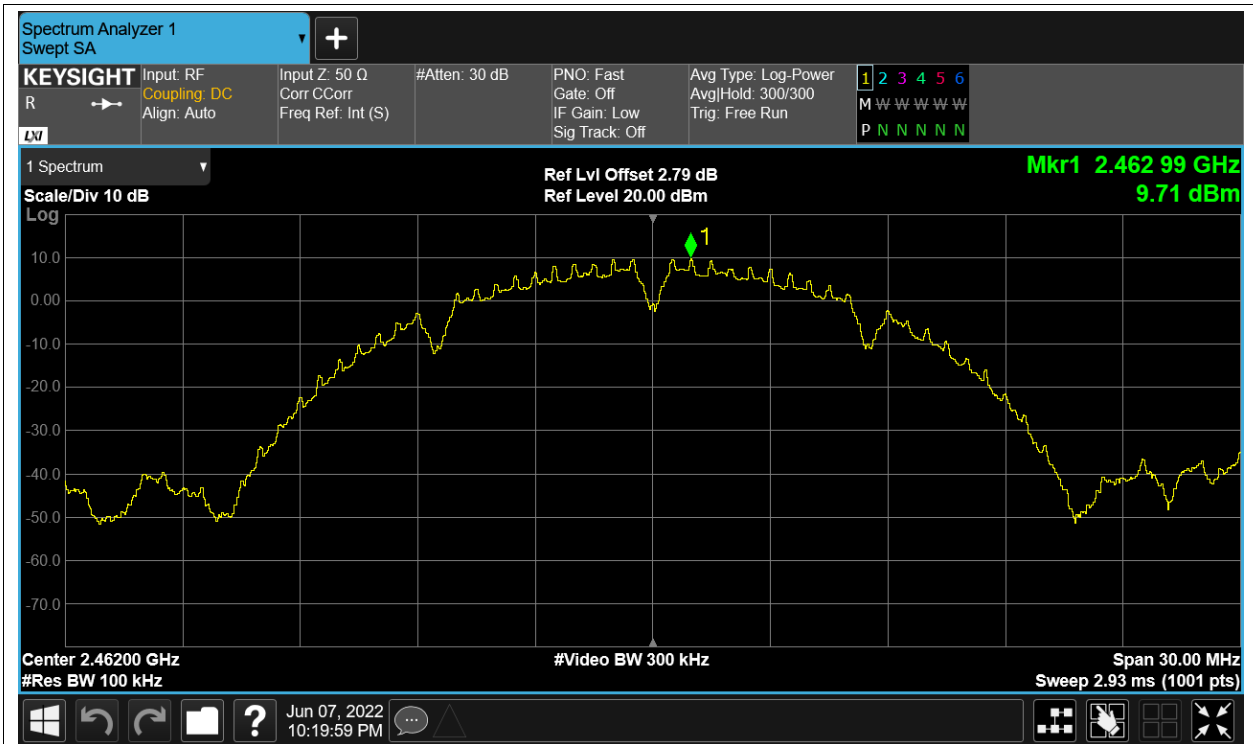 Spectrum Analyzer 1
Swept SA
KEYSIGHT
R
LXI
Input: RF
Coupling: DC
Align: Auto
Input Z: 50 Ω
Corr CCorr
Freq Ref: Int (S)
#Atten: 30 dB
PNO: Fast
Gate: Off
IF Gain: Low
Sig Track: Off
Avg Type: Log-Power
Avg|Hold: 300/300
Trig: Free Run
1 2 3 4 5 6
M W W W W W
P N N N N N
1 Spectrum
Scale/Div 10 dB
Log
Ref Lvl Offset 2.79 dB
Ref Level 20.00 dBm
Mkr1 2.462 99 GHz
9.71 dBm
1
10.0
0.00
-10.0
-20.0
-30.0
-40.0
-50.0
-60.0
-70.0
Center 2.46200 GHz
#Res BW 100 kHz
#Video BW 300 kHz
Span 30.00 MHz
Sweep 2.93 ms (1001 pts)
?
Jun 07, 2022
10:19:59 PM